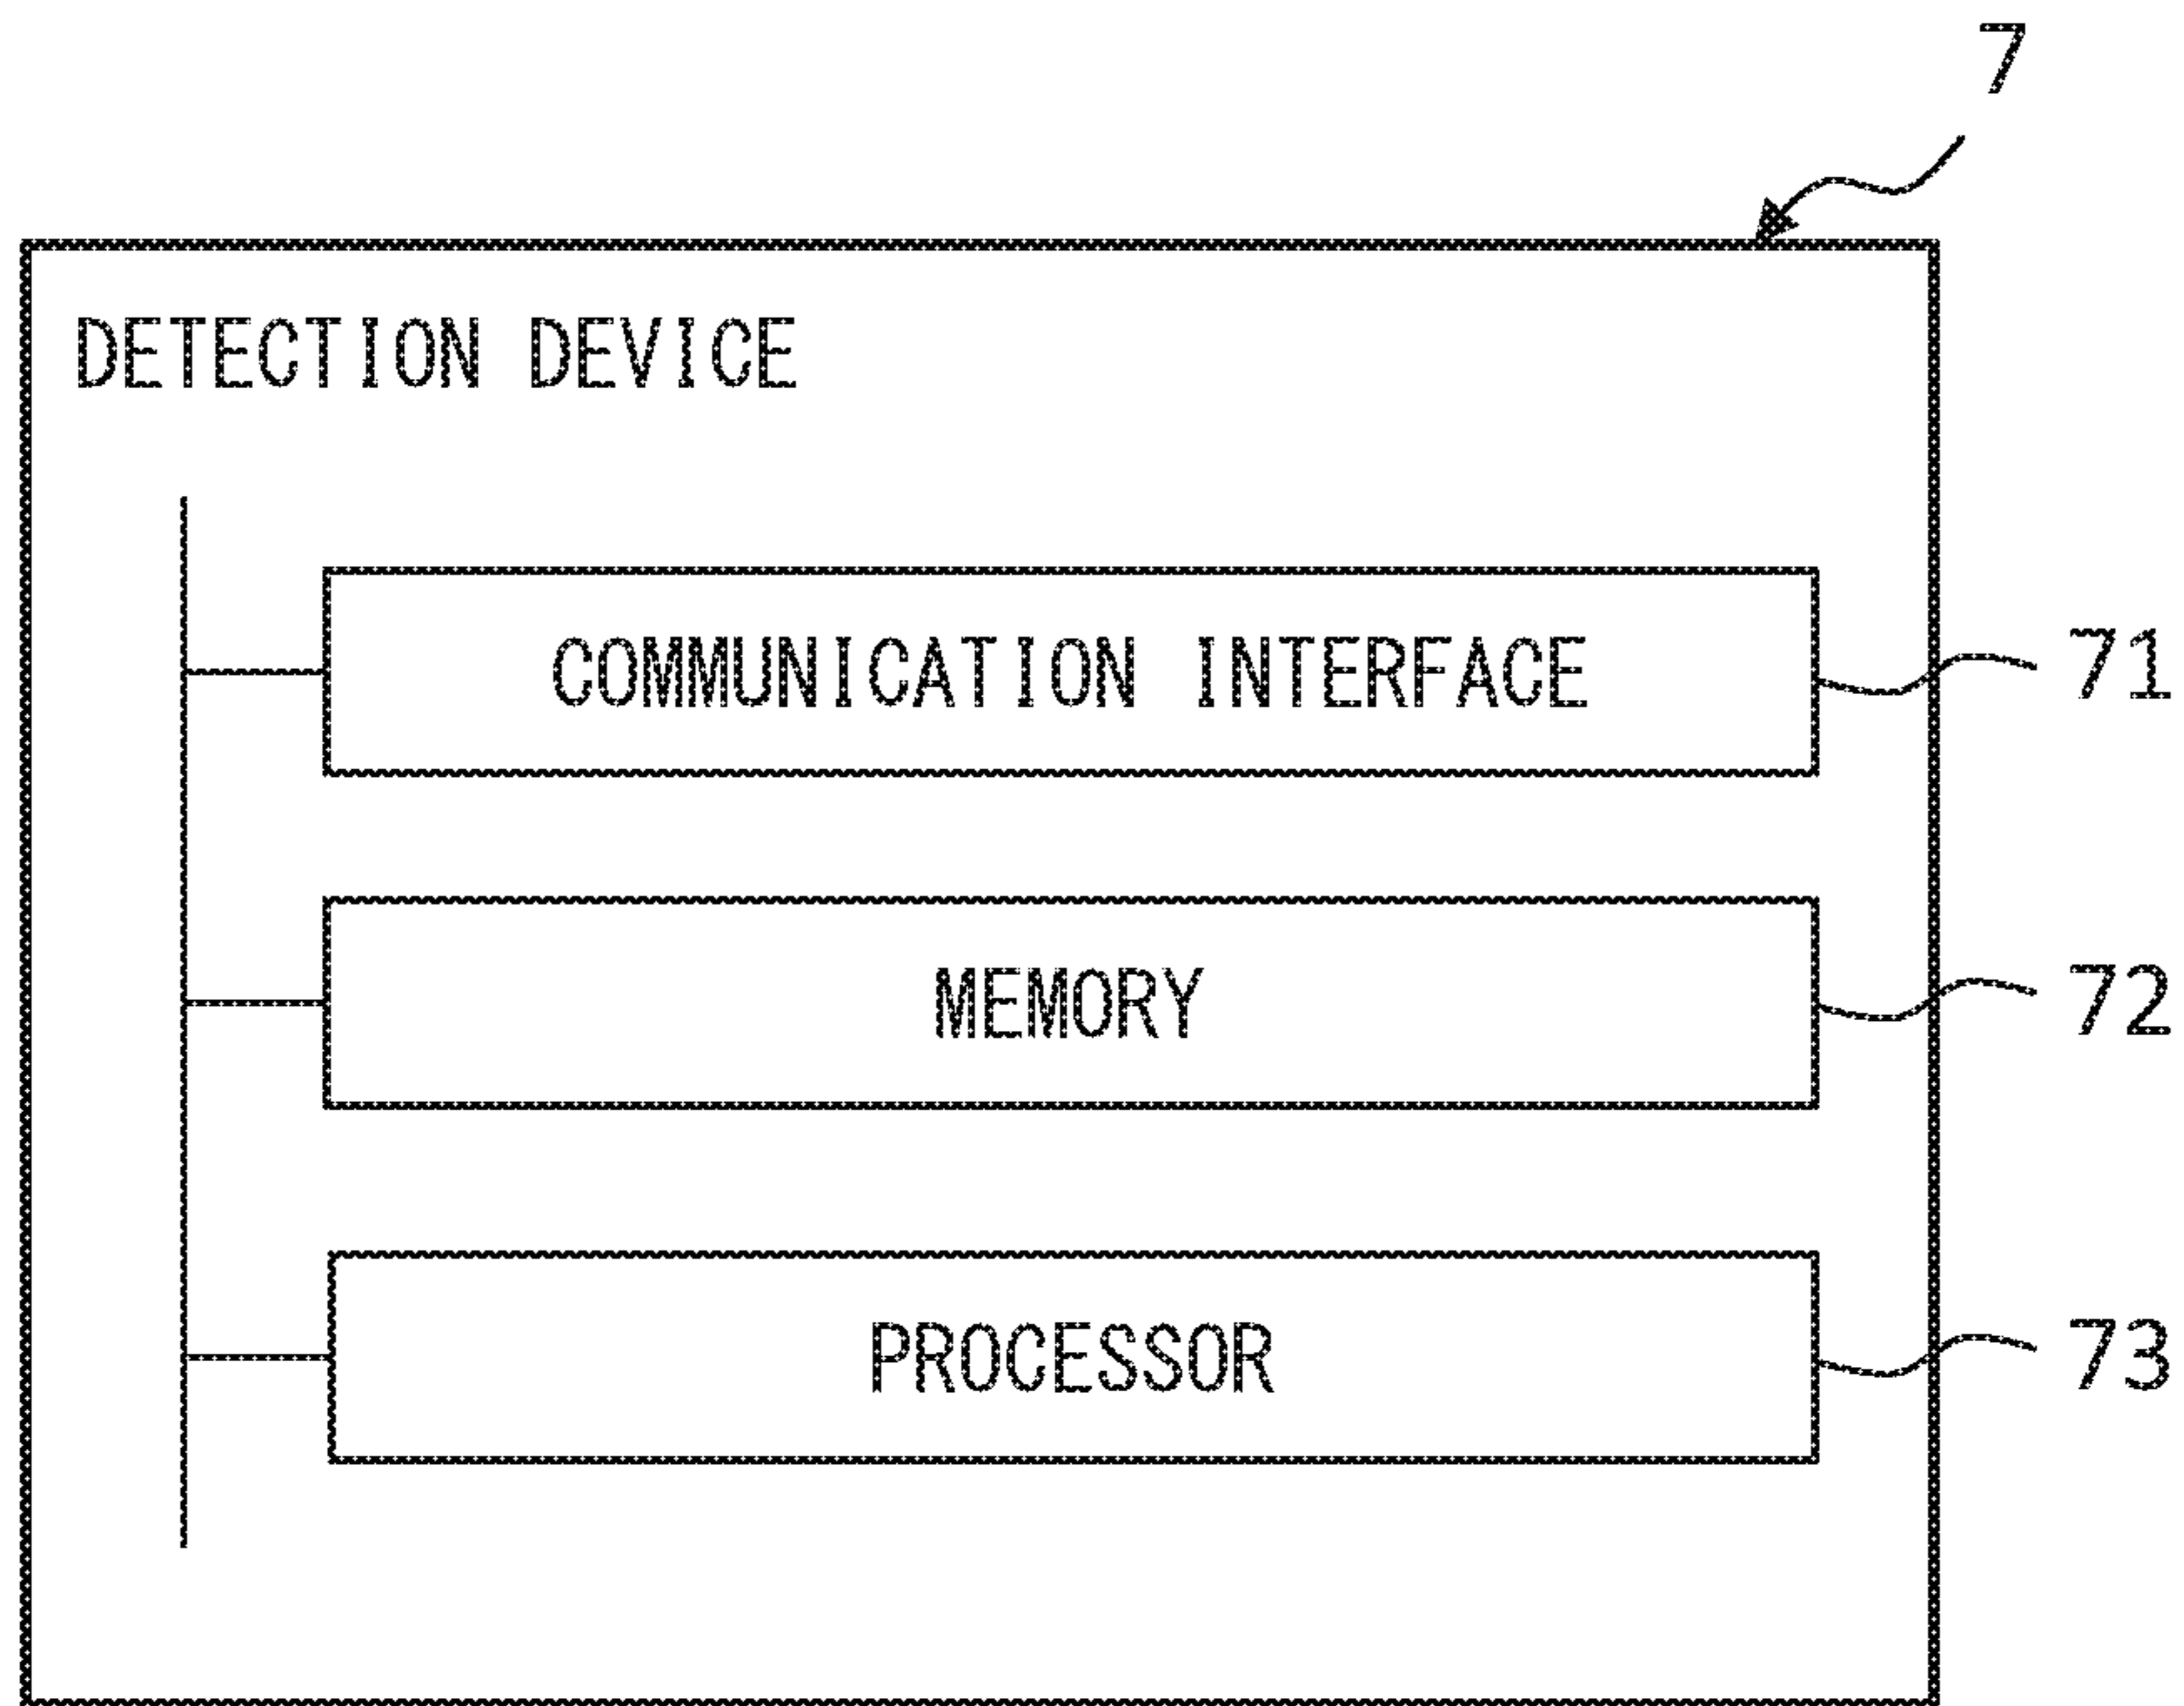 7
DETECTION DEVICE
COMMUNICATION INTERFACE
71
MEMORY
72
PROCESSOR
73